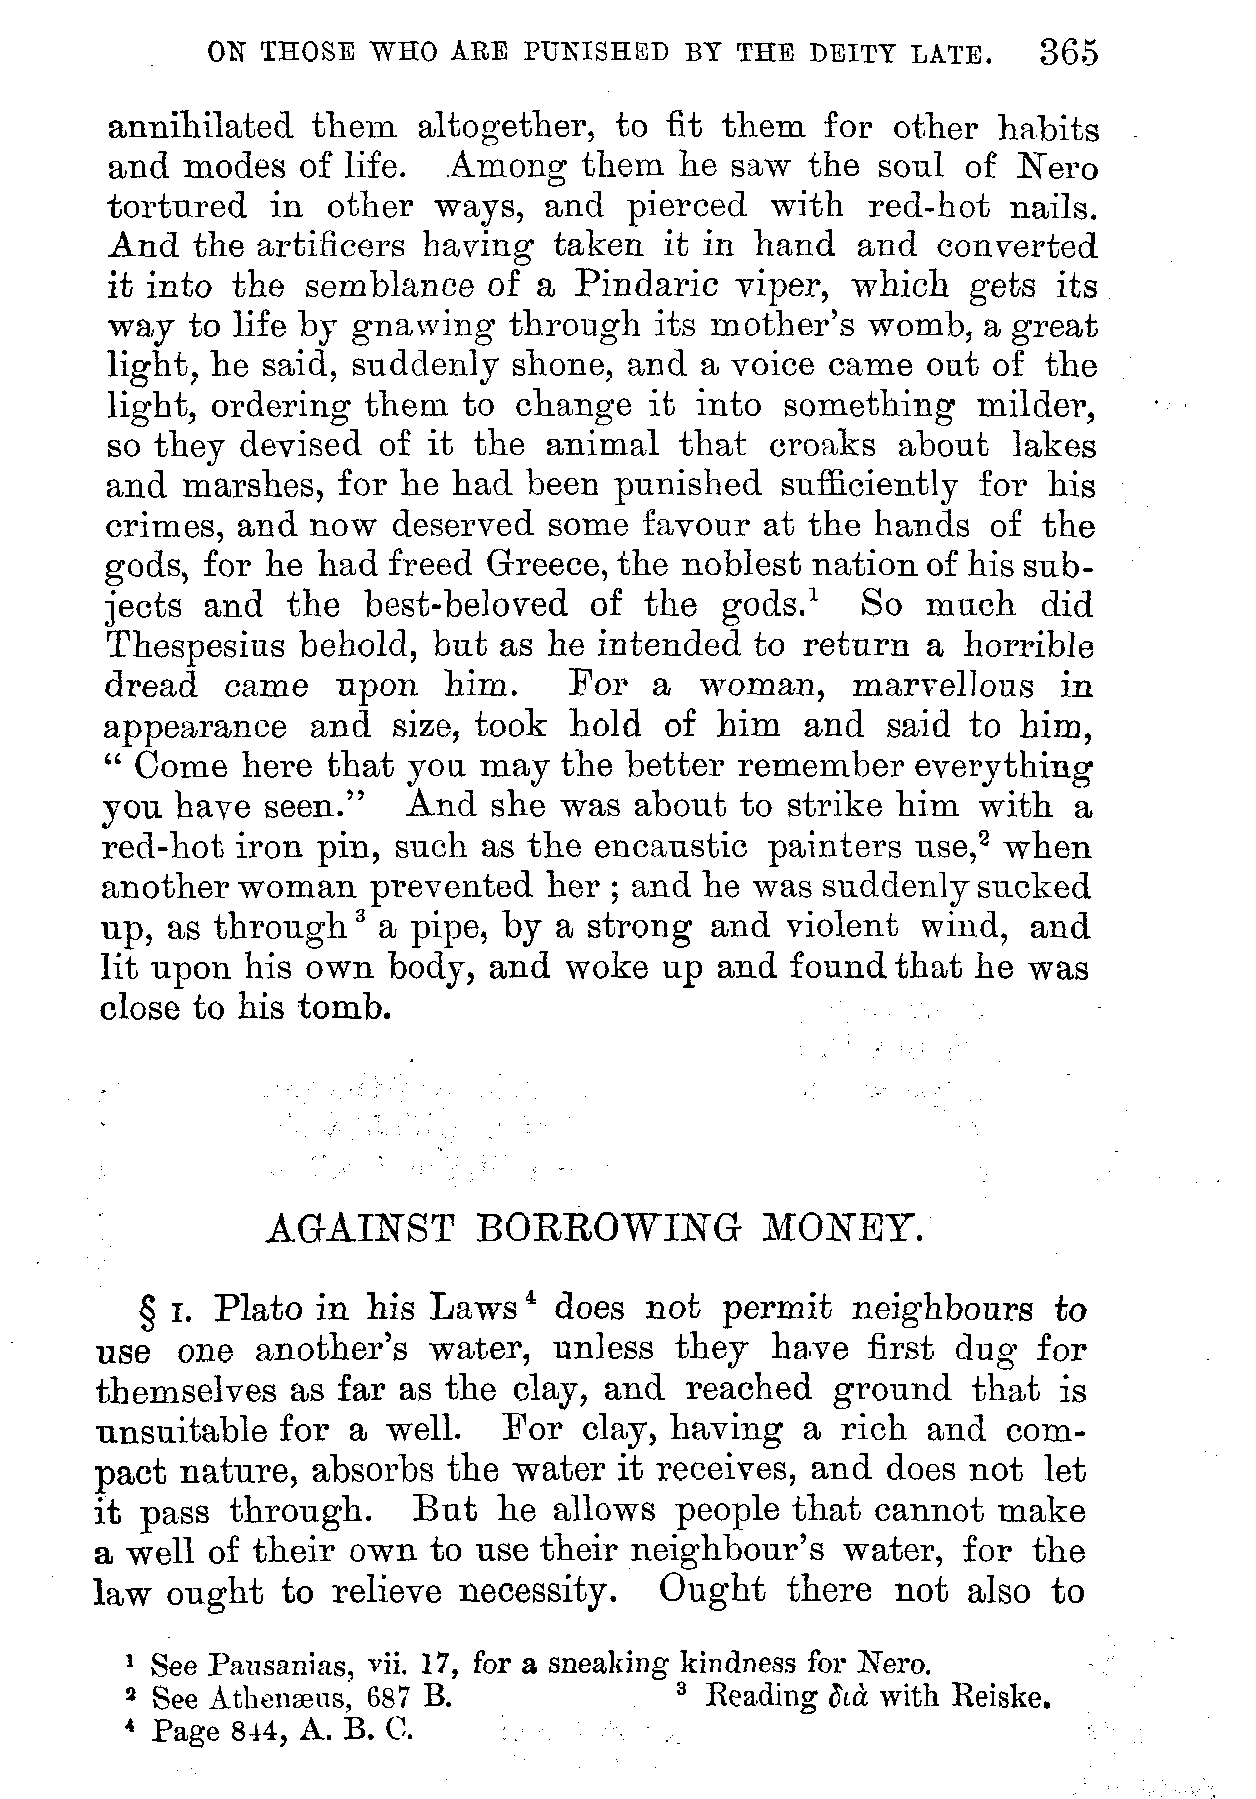 ON THOSE WHO ARE PUNISHED BY THE DEITY LATE. 365
annihilated them altogether, to fit them for other habits
and modes of life. Among them he saw the soul of Nero
tortured in other ways, and pierced with red-hot nails.
And the artificers having taken it in hand and converted
it into the semblance of a Pindaric viper, which gets its
way to life by gnawing through its mother's womb, a great
light, he said, suddenly shone, and a voice came out of the
light, ordering them to change it into something milder,
so they devised of it the animal that croaks about lakes
and marshes, for he had been punished sufficiently for his
crimes, and now deserved some favour at the hands of the
gods, for he had freed Greece, the noblest nation of his sub-
jects and the best-beloved of the gods.¹ So much did
Thespesius behold, but as he intended to return a horrible
dread came upon him. For a woman, marvellous in
appearance and size, took hold of him and said to him,
“ Come here that you may the better remember everything
you have seen.” And she was about to strike him with a
red-hot iron pin, such as the encaustic painters use,² when
another woman prevented her ; and he was suddenly sucked
up, as through³ a pipe, by a strong and violent wind, and
lit upon his own body, and woke up and found that he was
close to his tomb.
AGAINST BORROWING MONEY.
§ I. Plato in his Laws⁴ does not permit neighbours to
use one another's water, unless they have first dug for
themselves as far as the clay, and reached ground that is
unsuitable for a well. For clay, having a rich and com-
pact nature, absorbs the water it receives, and does not let
it pass through. But he allows people that cannot make
a well of their own to use their neighbour's water, for the
law ought to relieve necessity. Ought there not also to
¹ See Pausanias, vii. 17, for a sneaking kindness for Nero.
² See Athenæus, 687 B. ³ Reading διὰ with Reiske.
⁴ Page 844, A. B. C.